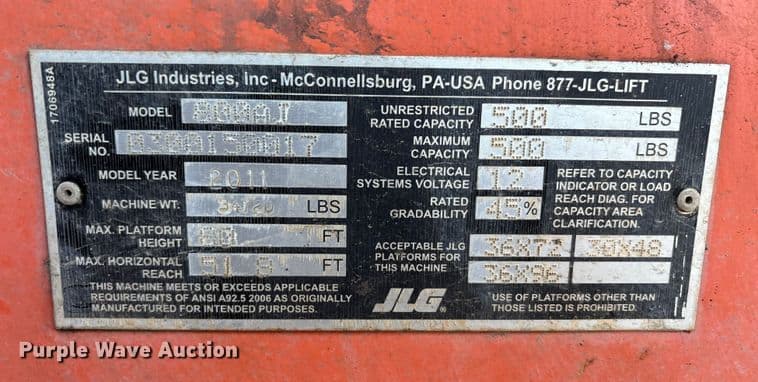 1706948A
JLG Industries, Inc - McConnellsburg, PA-USA Phone 877-JLG-LIFT
MODEL 800AJ
SERIAL NO.
MODEL YEAR 2011
MACHINE WT. LBS
MAX. PLATFORM HEIGHT 80 FT
MAX. HORIZONTAL REACH 51.8 FT
THIS MACHINE MEETS OR EXCEEDS APPLICABLE
REQUIREMENTS OF ANSI A92.5 2006 AS ORIGINALLY
MANUFACTURED FOR INTENDED PURPOSES.
UNRESTRICTED RATED CAPACITY 500 LBS
MAXIMUM CAPACITY 500 LBS
ELECTRICAL SYSTEMS VOLTAGE 12
RATED GRADABILITY 45%
REFER TO CAPACITY
INDICATOR OR LOAD
REACH DIAG. FOR
CAPACITY AREA
CLARIFICATION.
ACCEPTABLE JLG
PLATFORMS FOR
THIS MACHINE
36X72 30X48
36X96
JLG®
*USE OF PLATFORMS OTHER THAN
THOSE LISTED IS PROHIBITED.
Purple Wave Auction